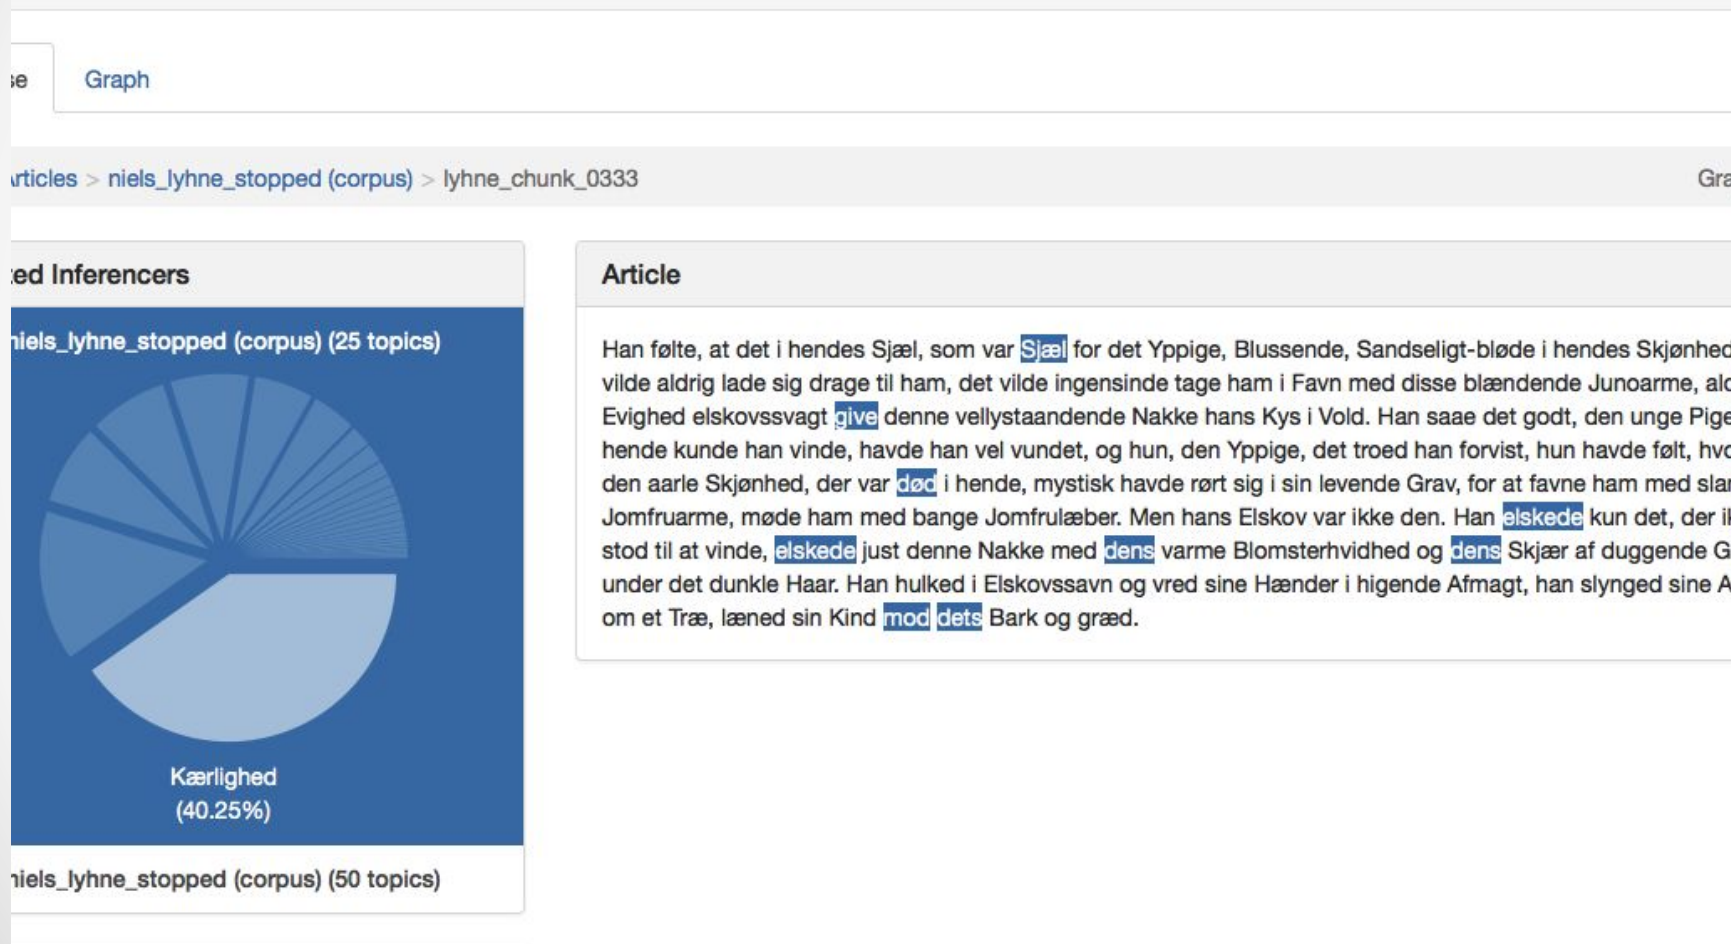 Graph
> niels_lyhne_stopped (corpus) > lyhne_chunk_0333
Inferencers
niels_lyhne_stopped (corpus) (25 topics)
Kærlighed
(40.25%)
niels_lyhne_stopped (corpus) (50 topics)
Article
Han følte, at det i hendes Sjæl, som var Sjæl for det Yppige, Blussende, Sandseligt-bløde i hendes Skjønhed
vilde aldrig lade sig drage til ham, det vilde ingensinde tage ham i Favn med disse blændende Junoarme,
Evighed elskovssvagt give denne vellystaandende Nakke hans Kys i Vold. Han saae det godt, den unge Pige
hende kunde han vinde, havde han vel vundet, og hun, den Yppige, det troed han forvist, hun havde følt,
den aarle Skjønhed, der var død i hende, mystisk havde rørt sig i sin levende Grav, for at favne ham med
Jomfruarme, møde ham med bange Jomfrulæber. Men hans Elskov var ikke den. Han elskede kun det, der
stod til at vinde, elskede just denne Nakke med dens varme Blomsterhvidhed og dens Skjær af duggende
under det dunkle Haar. Han hulked i Elskovssavn og vred sine Hænder i higende Afmagt, han slynged sine
om et Træ, læned sin Kind mod dets Bark og græd.